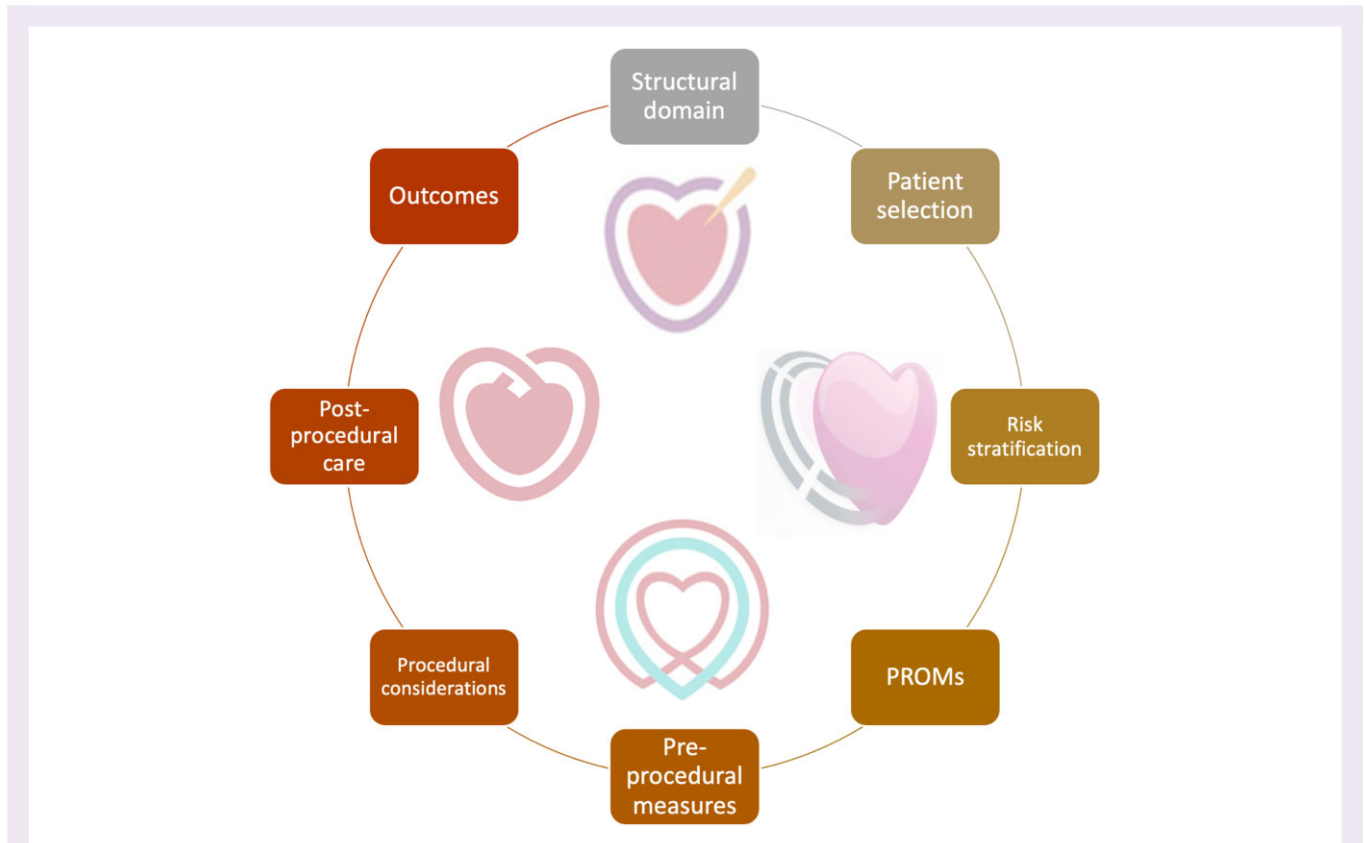 Structural
domain
Patient
selection
Risk
stratification
PROMs
Pre-
procedural
measures
Procedural
considerations
Post-
procedural
care
Outcomes